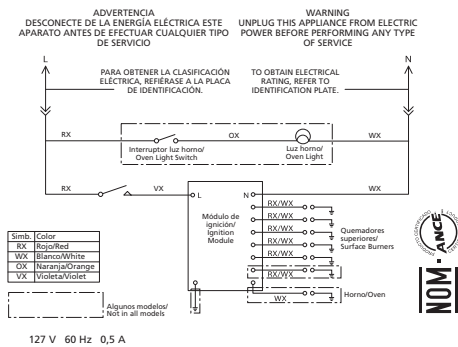 ADVERTENCIA
DESCONECTE DE LA ENERGÍA ELÉCTRICA ESTE
APARATO ANTES DE EFECTUAR CUALQUIER TIPO
DE SERVICIO
WARNING
UNPLUG THIS APPLIANCE FROM ELECTRIC
POWER BEFORE PERFORMING ANY TYPE
OF SERVICE
L
N
PARA OBTENER LA CLASIFICACIÓN
ELÉCTRICA, REFIÉRASE A LA PLACA
DE IDENTIFICACIÓN.
TO OBTAIN ELECTRICAL
RATING, REFER TO
IDENTIFICATION PLATE.
RX
OX
WX
Interruptor luz horno/
Oven Light Switch
Luz horno/
Oven Light
RX
VX
L
N
WX
Módulo de
ignición/
Ignition
Module
RX/WX
RX/WX
RX/WX
RX/WX
RX/WX
RX/WX
WX
Quemadores
superiores/
Surface Burners
Horno/Oven
Simb. Color
RX Rojo/Red
WX Blanco/White
OX Naranja/Orange
VX Violeta/Violet
Algunos modelos/
Not in all models
NOM
ANCE
PRODUCTO CERTIFICADO
127 V 60 Hz 0,5 A